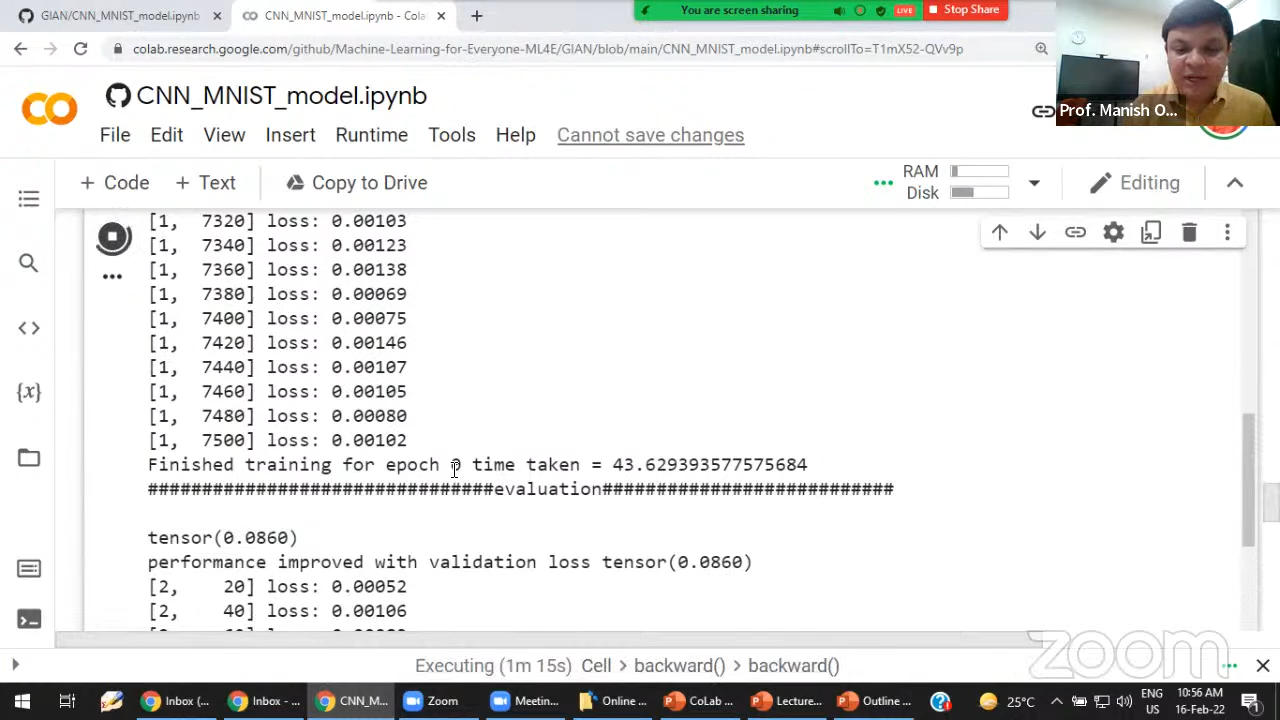 GIAN/CNN_MNIST_model.ipynb
CNN_MNIST_model.ipynb - Colab
You are screen sharing
LIVE
Stop Share
colab.research.google.com/github/Machine-Learning-for-Everyone-ML4E/GIAN/blob/main/CNN_MNIST_model.ipynb#scrollTo=T1mX52-QVv9p
Prof. Manish O...
CNN_MNIST_model.ipynb
File Edit View Insert Runtime Tools Help Cannot save changes
+ Code + Text Copy to Drive
RAM
Disk
Editing
[1, 7320] loss: 0.00103
[1, 7340] loss: 0.00123
[1, 7360] loss: 0.00138
[1, 7380] loss: 0.00069
[1, 7400] loss: 0.00075
[1, 7420] loss: 0.00146
[1, 7440] loss: 0.00107
[1, 7460] loss: 0.00105
[1, 7480] loss: 0.00080
[1, 7500] loss: 0.00102
Finished training for epoch 0 time taken = 43.629393577575684
################################evaluation###########################
tensor(0.0860)
performance improved with validation loss tensor(0.0860)
[2, 20] loss: 0.00052
[2, 40] loss: 0.00106
zoom
Executing (1m 15s) Cell > backward() > backward()
Inbox (...
Inbox - ...
CNN_M...
Zoom
Meetin...
Online ...
CoLab ...
Lecture...
Outline ...
25°C
ENG
US
10:56 AM
16-Feb-22